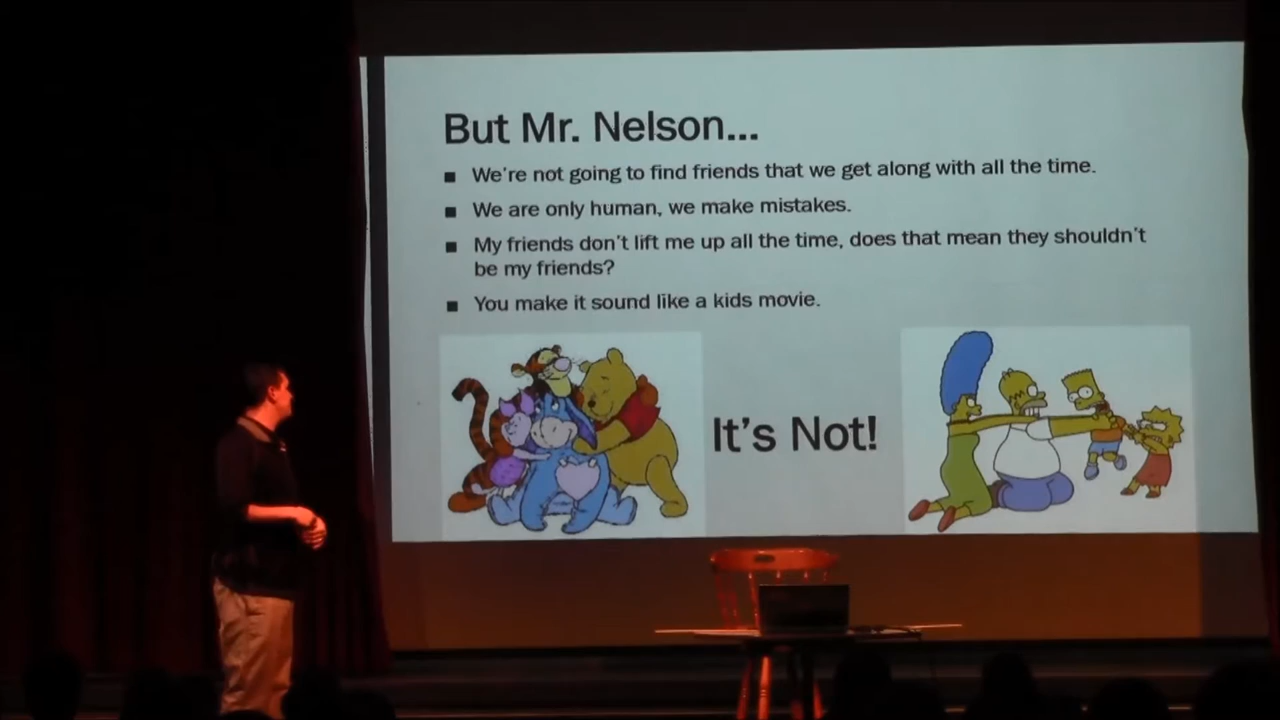 But Mr. Nelson...
▪ We're not going to find friends that we get along with all the time.
▪ We are only human, we make mistakes.
▪ My friends don't lift me up all the time, does that mean they shouldn't
be my friends?
▪ You make it sound like a kids movie.
It's Not!